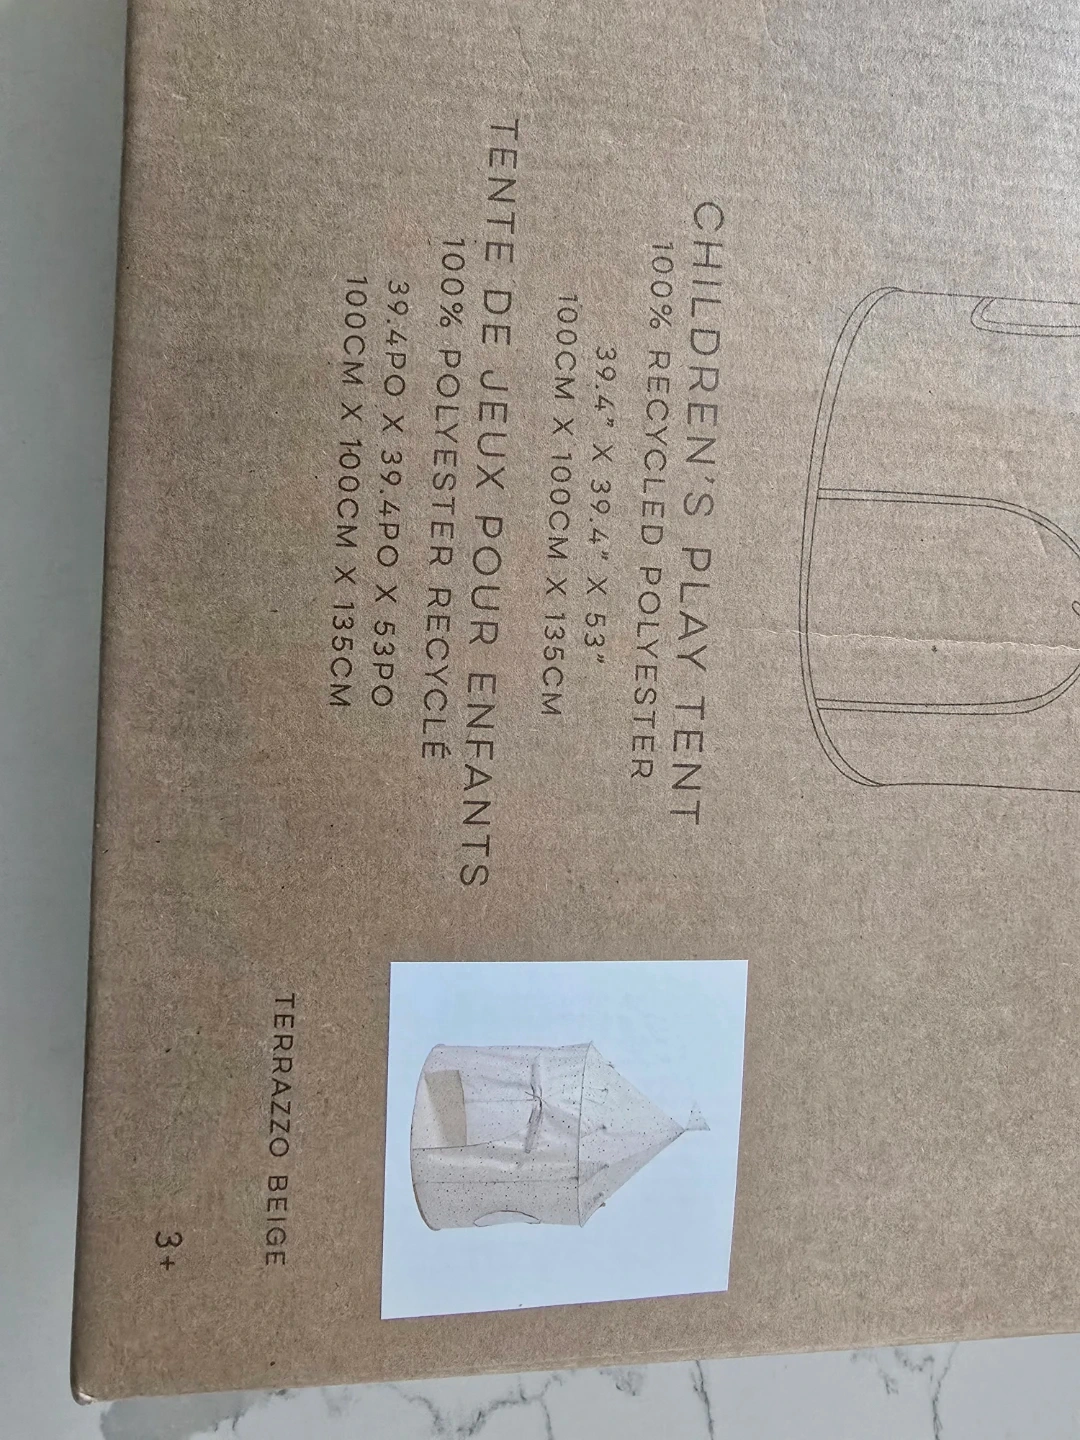 CHILDREN'S PLAY TENT
100% RECYCLED POLYESTER
39.4” X 39.4” X 53”
100CM X 100CM X 135CM
TENTE DE JEUX POUR ENFANTS
100% POLYESTER RECYCLÉ
39.4PO X 39.4PO X 53PO
100CM X 100CM X 135CM
TERRAZZO BEIGE
3+